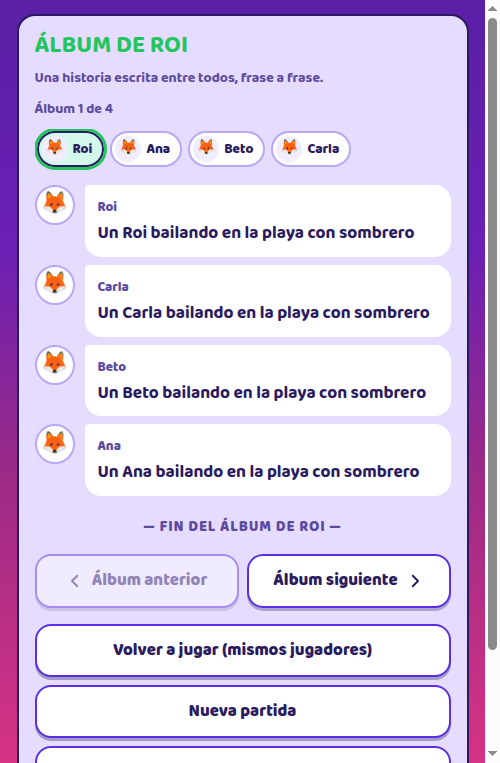 ÁLBUM DE ROI
Una historia escrita entre todos, frase a frase.
Álbum 1 de 4
Roi
Ana
Beto
Carla
Roi
Un Roi bailando en la playa con sombrero
Carla
Un Carla bailando en la playa con sombrero
Beto
Un Beto bailando en la playa con sombrero
Ana
Un Ana bailando en la playa con sombrero
— FIN DEL ÁLBUM DE ROI —
Álbum anterior
Álbum siguiente
Volver a jugar (mismos jugadores)
Nueva partida